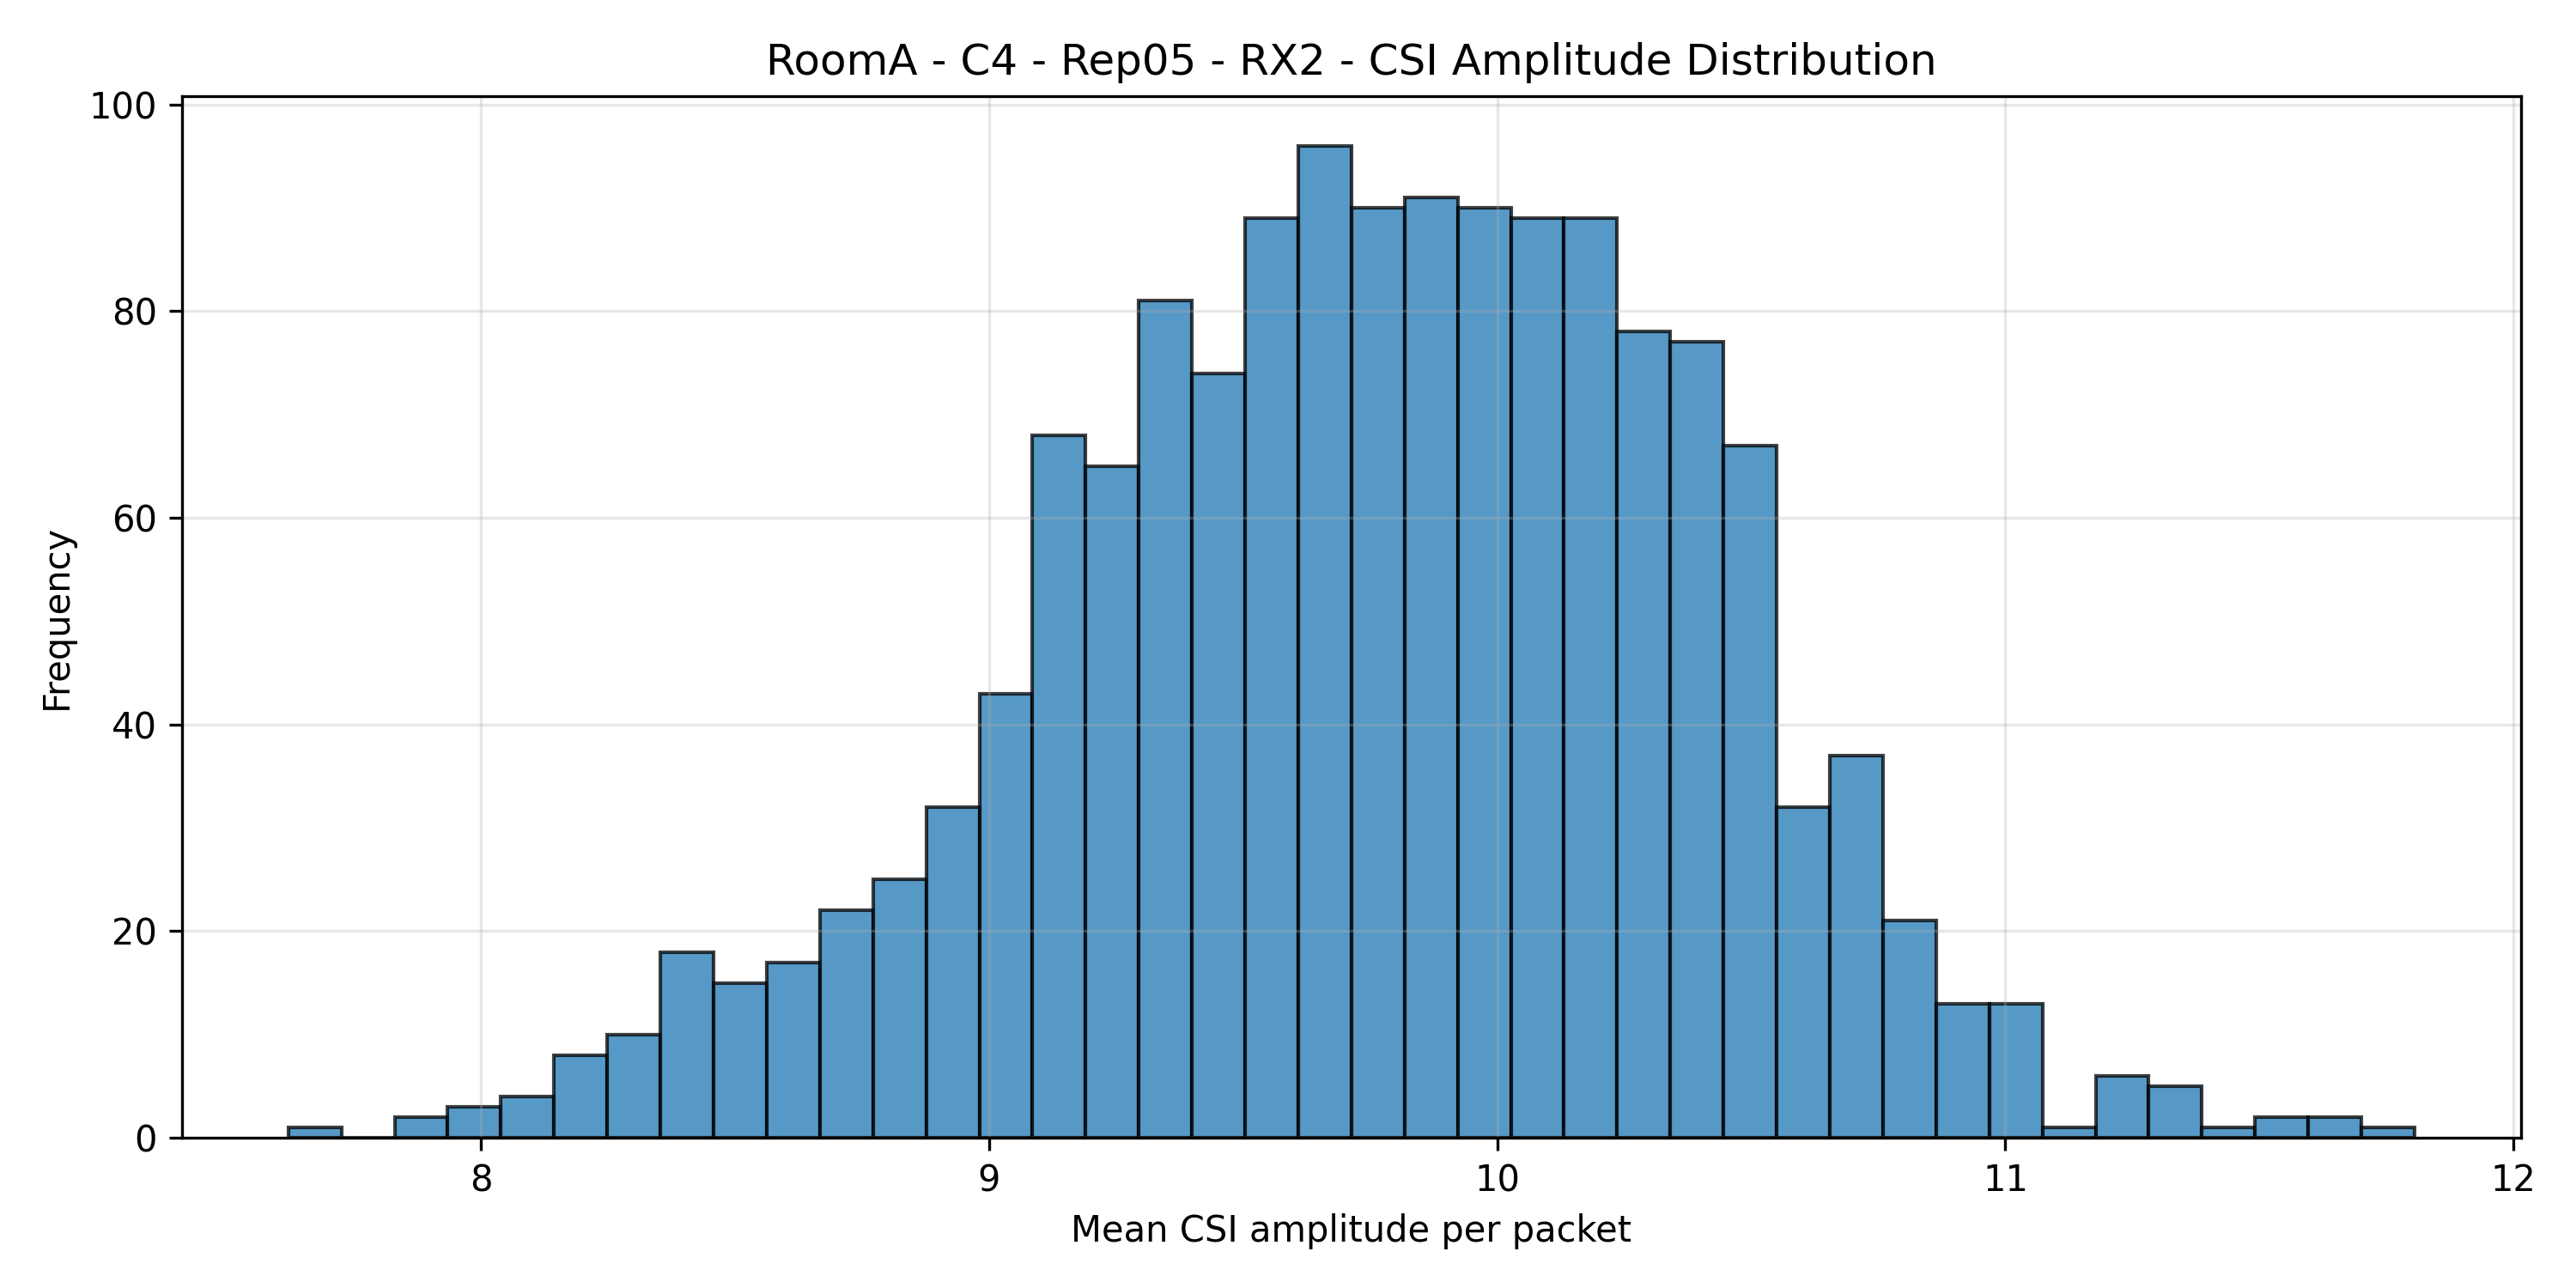 RoomA - C4 - Rep05 - RX2 - CSI Amplitude Distribution
100
80
60
40
20
0
Frequency
8 9 10 11 12
Mean CSI amplitude per packet